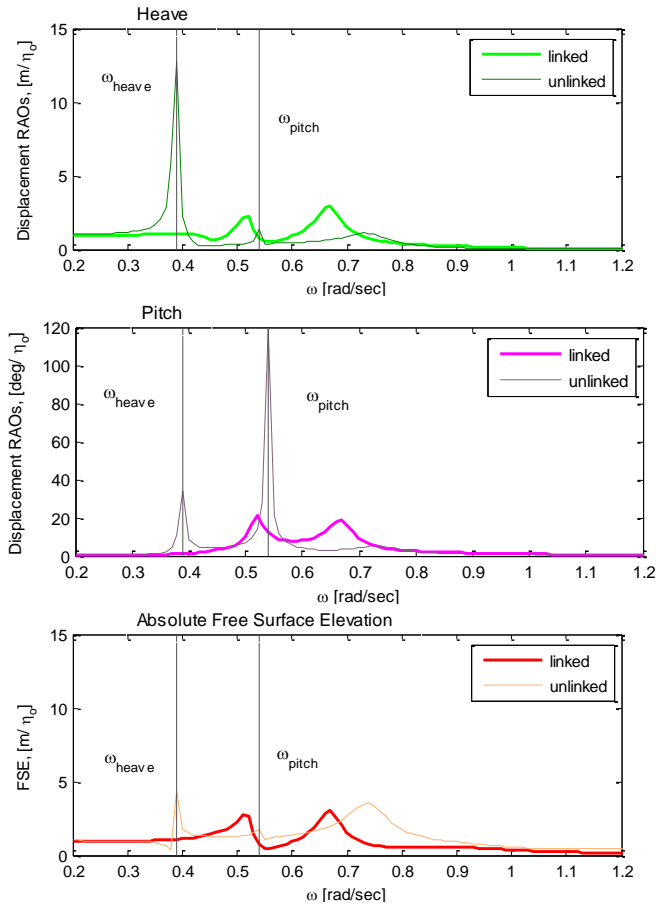 Heave
15
10
5
0
Displacement RAOs, [m/ ηo]
ωheave
ωpitch
linked
unlinked
0.2 0.3 0.4 0.5 0.6 0.7 0.8 0.9 1 1.1 1.2
ω [rad/sec]
Pitch
120
100
80
60
40
20
0
Displacement RAOs, [deg/ ηo]
ωheave
ωpitch
linked
unlinked
0.2 0.3 0.4 0.5 0.6 0.7 0.8 0.9 1 1.1 1.2
ω [rad/sec]
Absolute Free Surface Elevation
15
10
5
0
FSE, [m/ ηo]
ωheave
ωpitch
linked
unlinked
0.2 0.3 0.4 0.5 0.6 0.7 0.8 0.9 1 1.1 1.2
ω [rad/sec]